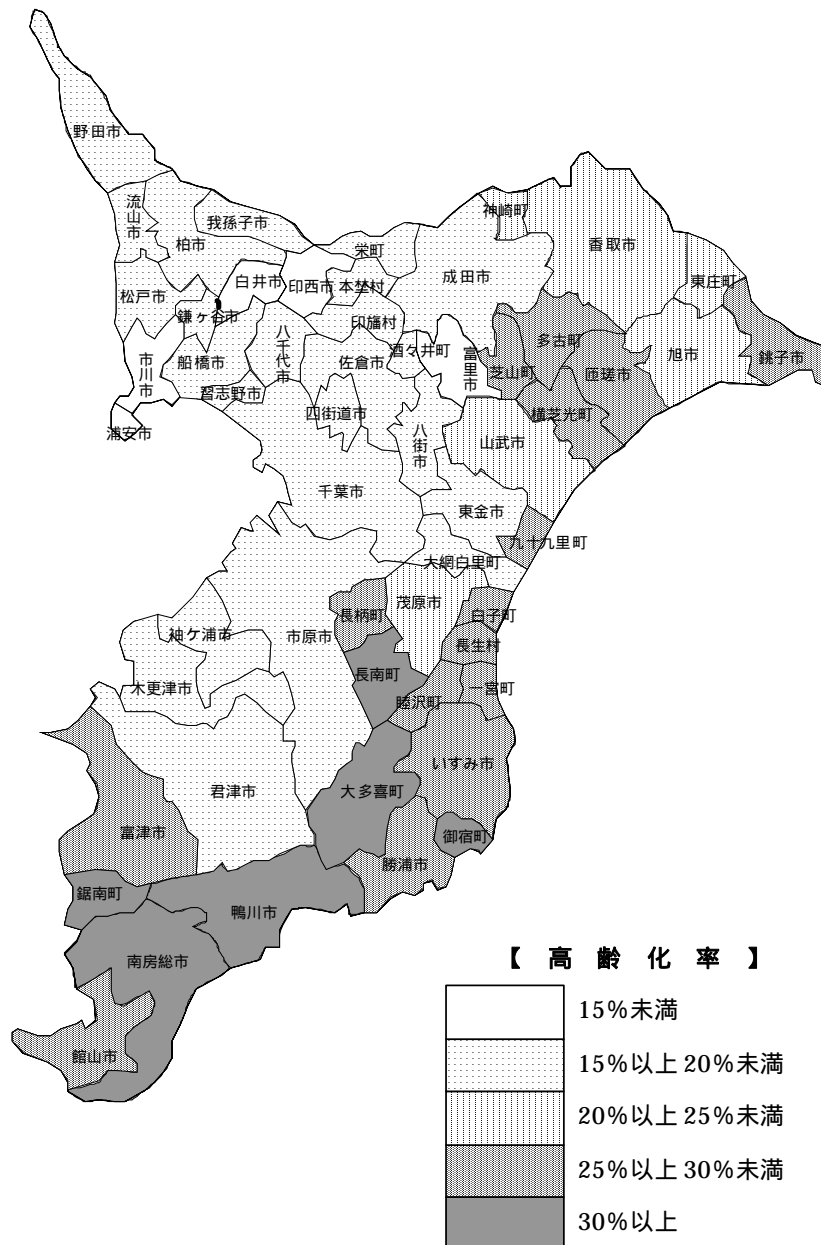 野田市
流山市
我孫子市
柏市
神崎町
香取市
栄町
成田市
東庄町
白井市
印西市
本埜村
松戸市
鎌ヶ谷市
印旛村
多古町
旭市
銚子市
市川市
船橋市
八千代市
佐倉市
酒々井町
富里市
芝山町
匝瑳市
習志野市
四街道市
横芝光町
浦安市
八街市
山武市
千葉市
東金市
九十九里町
大網白里町
茂原市
長柄町
白子町
袖ケ浦市
市原市
長生村
長南町
木更津市
睦沢町
一宮町
いすみ市
君津市
大多喜町
富津市
御宿町
勝浦市
鋸南町
鴨川市
南房総市
館山市
【 高 齢 化 率 】
15%未満
15%以上 20%未満
20%以上 25%未満
25%以上 30%未満
30%以上